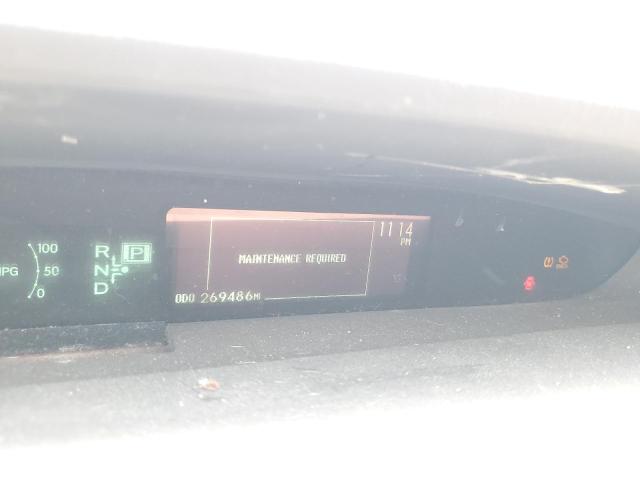 100
MPG
50
0
R
P
N
D
MAINTENANCE REQUIRED
11:14
PM
ODO 269486MI